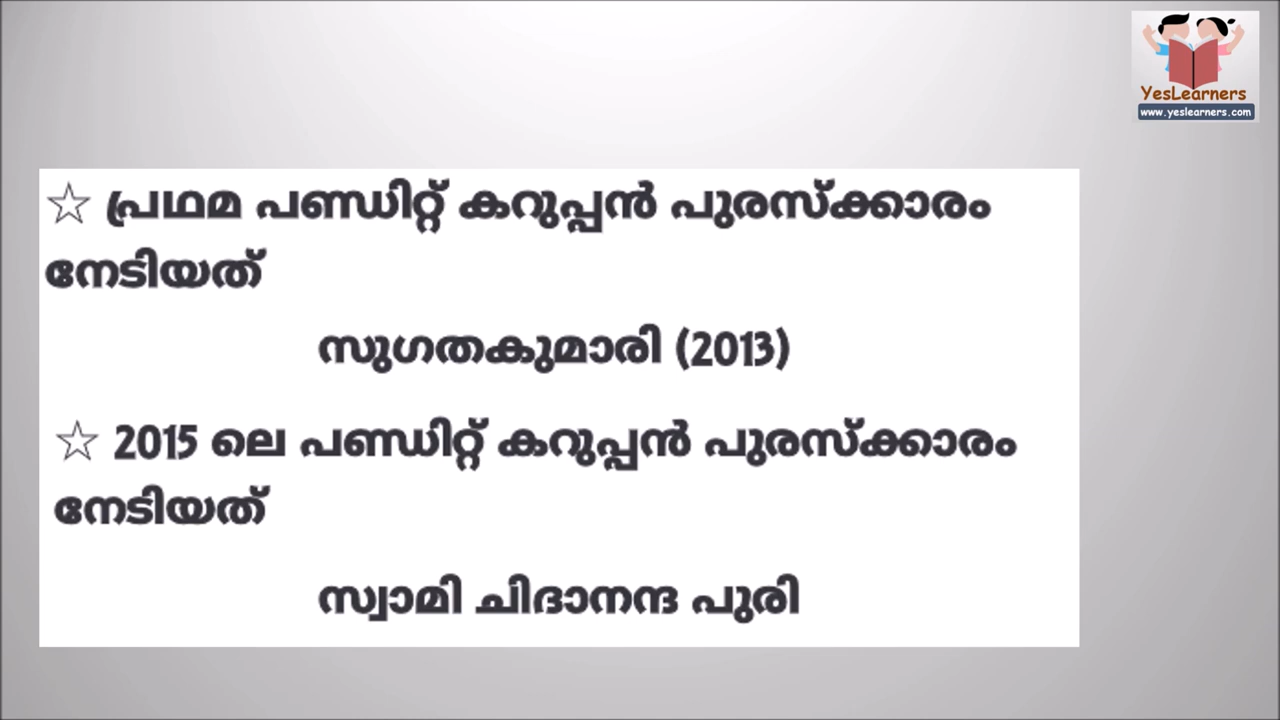 YesLearners
www.yeslearners.com
☆ പ്രഥമ പണ്ഡിറ്റ് കറുപ്പൻ പുരസ്ക്കാരം
നേടിയത്
സുഗതകുമാരി (2013)
☆ 2015 ലെ പണ്ഡിറ്റ് കറുപ്പൻ പുരസ്ക്കാരം
നേടിയത്
സ്വാമി ചിദാനന്ദ പുരി